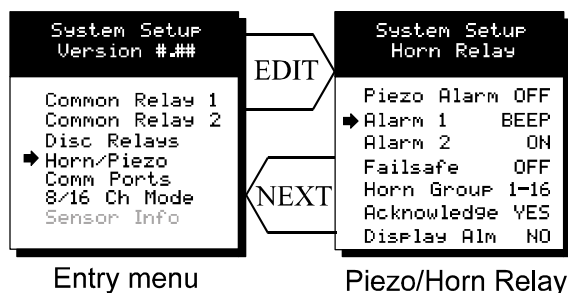 System Setup
Version #.##
Common Relay 1
Common Relay 2
Disc Relays
Horn/Piezo
Comm Ports
8/16 Ch Mode
Sensor Info
Entry menu
EDIT
NEXT
System Setup
Horn Relay
Piezo Alarm OFF
Alarm 1 BEEP
Alarm 2 ON
Failsafe OFF
Horn Group 1-16
Acknowledge YES
Display Alm NO
Piezo/Horn Relay